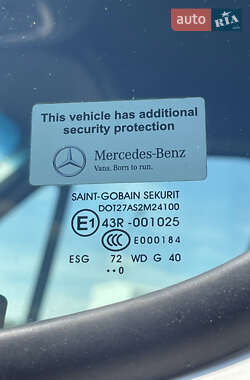 auto
RIA
.com
This vehicle has additional
security protection
Mercedes-Benz
Vans. Born to run.
SAINT-GOBAIN SEKURIT
DOT27AS2M24100
E1 43R -001025
CCC E000184
ESG 72 WD G 40
••0